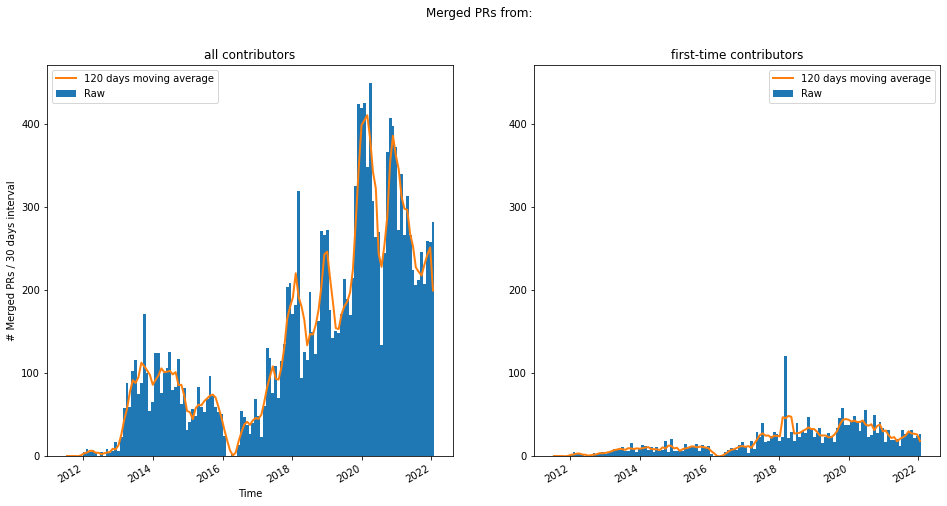 Merged PRs from:
all contributors
120 days moving average
Raw
# Merged PRs / 30 days interval
400
300
200
100
0
2012
2014
2016
2018
2020
2022
Time
first-time contributors
120 days moving average
Raw
400
300
200
100
0
2012
2014
2016
2018
2020
2022